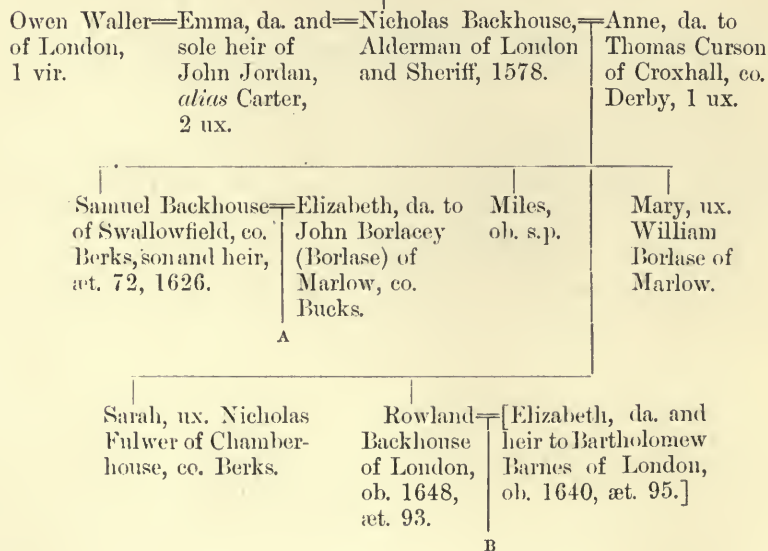 Owen Waller=Emma, da. and=Nicholas Backhouse,=Anne, da. to
of London, sole heir of Alderman of London Thomas Curson
1 vir. John Jordan, and Sheriff, 1578. of Croxhall, co.
alias Carter, Derby, 1 ux.
2 ux.
Samuel Backhouse=Elizabeth, da. to Miles, Mary, ux.
of Swallowfield, co. John Borlacey ob. s.p. William
Berks, son and heir, (Borlase) of Borlase of
æt. 72, 1626. Marlow, co. Marlow.
Bucks.
A
Sarah, ux. Nicholas Rowland=[Elizabeth, da. and
Fulwer of Chamber- Backhouse heir to Bartholomew
house, co. Berks. of London, Barnes of London,
ob. 1648, ob. 1640, æt. 95.]
æt. 93.
B